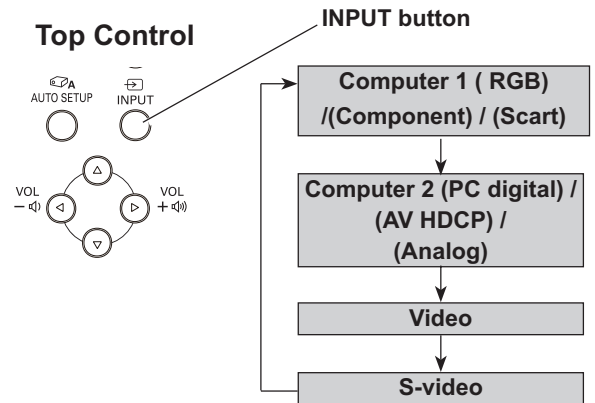 Top Control
INPUT button
A
AUTO SETUP
INPUT
VOL
−
VOL
+
Computer 1 ( RGB)
/(Component) / (Scart)
Computer 2 (PC digital) /
(AV HDCP) /
(Analog)
Video
S-video